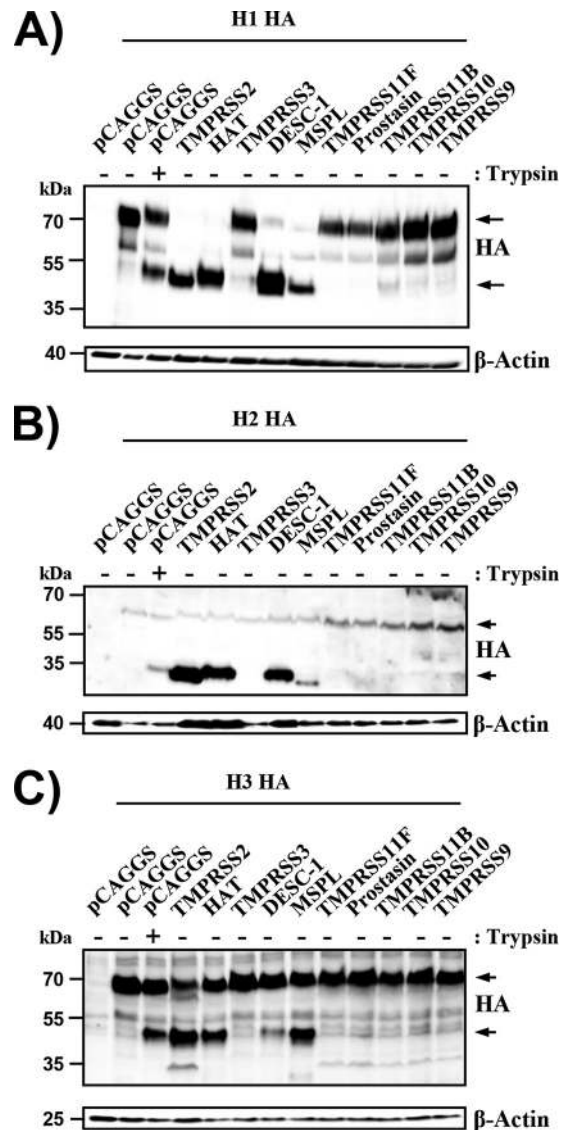 A)
H1 HA
pCAGGS pCAGGS pCAGGS TMPRSS2 HAT TMPRSS3 DESC-1 MSPL TMPRSS11F Prostasin TMPRSS11B TMPRSS10 TMPRSS9
kDa - - + - - - - - - - - - - : Trypsin
70
55 HA
35
40 β-Actin
B)
H2 HA
pCAGGS pCAGGS pCAGGS TMPRSS2 HAT TMPRSS3 DESC-1 MSPL TMPRSS11F Prostasin TMPRSS11B TMPRSS10 TMPRSS9
kDa - - + - - - - - - - - - - : Trypsin
70
55
HA
35
40 β-Actin
C)
H3 HA
pCAGGS pCAGGS pCAGGS TMPRSS2 HAT TMPRSS3 DESC-1 MSPL TMPRSS11F Prostasin TMPRSS11B TMPRSS10 TMPRSS9
kDa - - + - - - - - - - - - - : Trypsin
70
HA
55
35
25 β-Actin